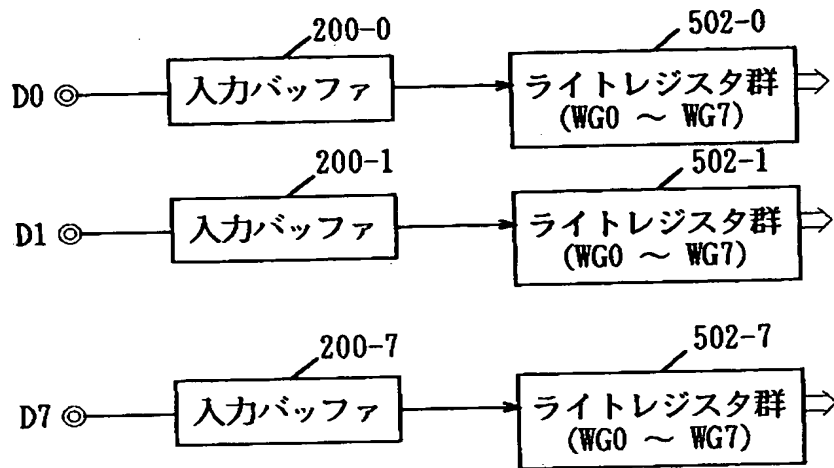 200-0
502-0
D0
入力バッファ
ライトレジスタ群
(WG0 ～ WG7)
200-1
502-1
D1
入力バッファ
ライトレジスタ群
(WG0 ～ WG7)
200-7
502-7
D7
入力バッファ
ライトレジスタ群
(WG0 ～ WG7)